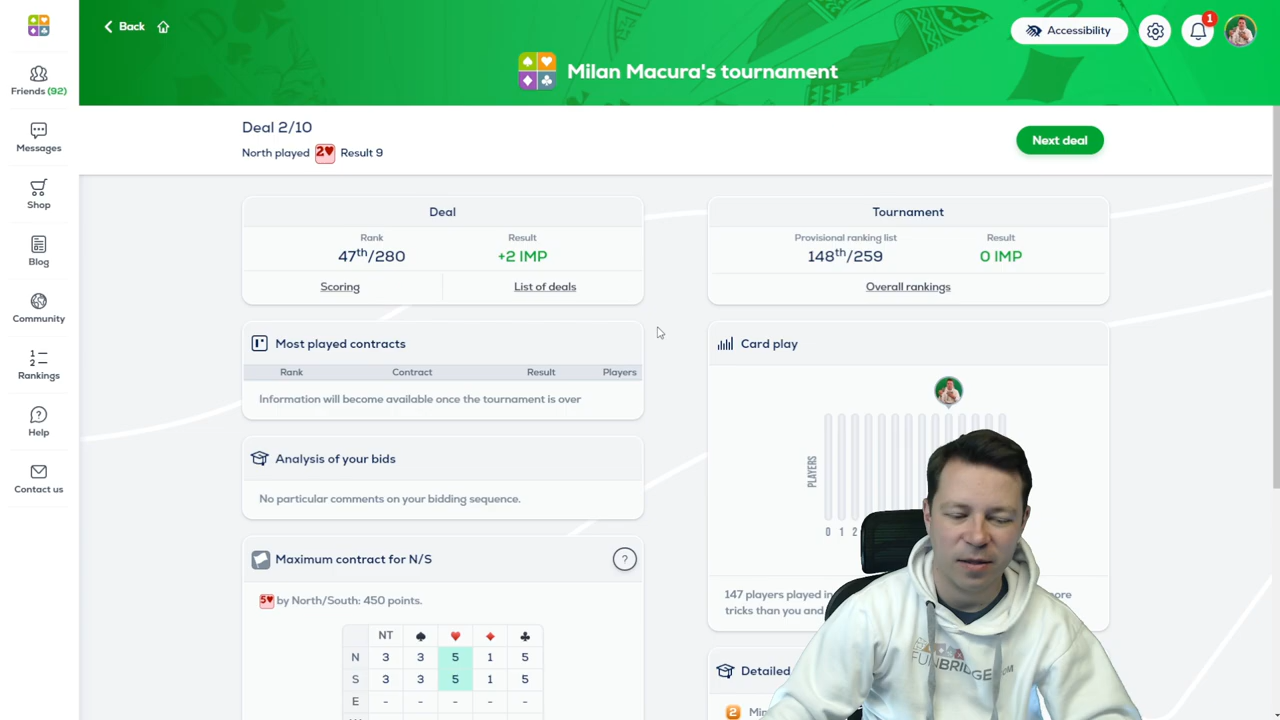 Back
Accessibility
1
Milan Macura's tournament
Friends (92)
Messages
Shop
Blog
Community
Rankings
Help
Contact us
Deal 2/10
North played 2♥ Result 9
Next deal
Deal
Rank
Result
47th/280
+2 IMP
Scoring
List of deals
Tournament
Provisional ranking list
Result
148th/259
0 IMP
Overall rankings
Most played contracts
Rank Contract Result Players
Information will become available once the tournament is over
Analysis of your bids
No particular comments on your bidding sequence.
Maximum contract for N/S
?
5♥ by North/South: 450 points.
NT ♠ ♥ ♦ ♣
N 3 3 5 1 5
S 3 3 5 1 5
E - - - - -
Card play
PLAYERS
0 1 2
147 players played in
tricks than you and
Detailed
2
FUNBRIDGE.COM